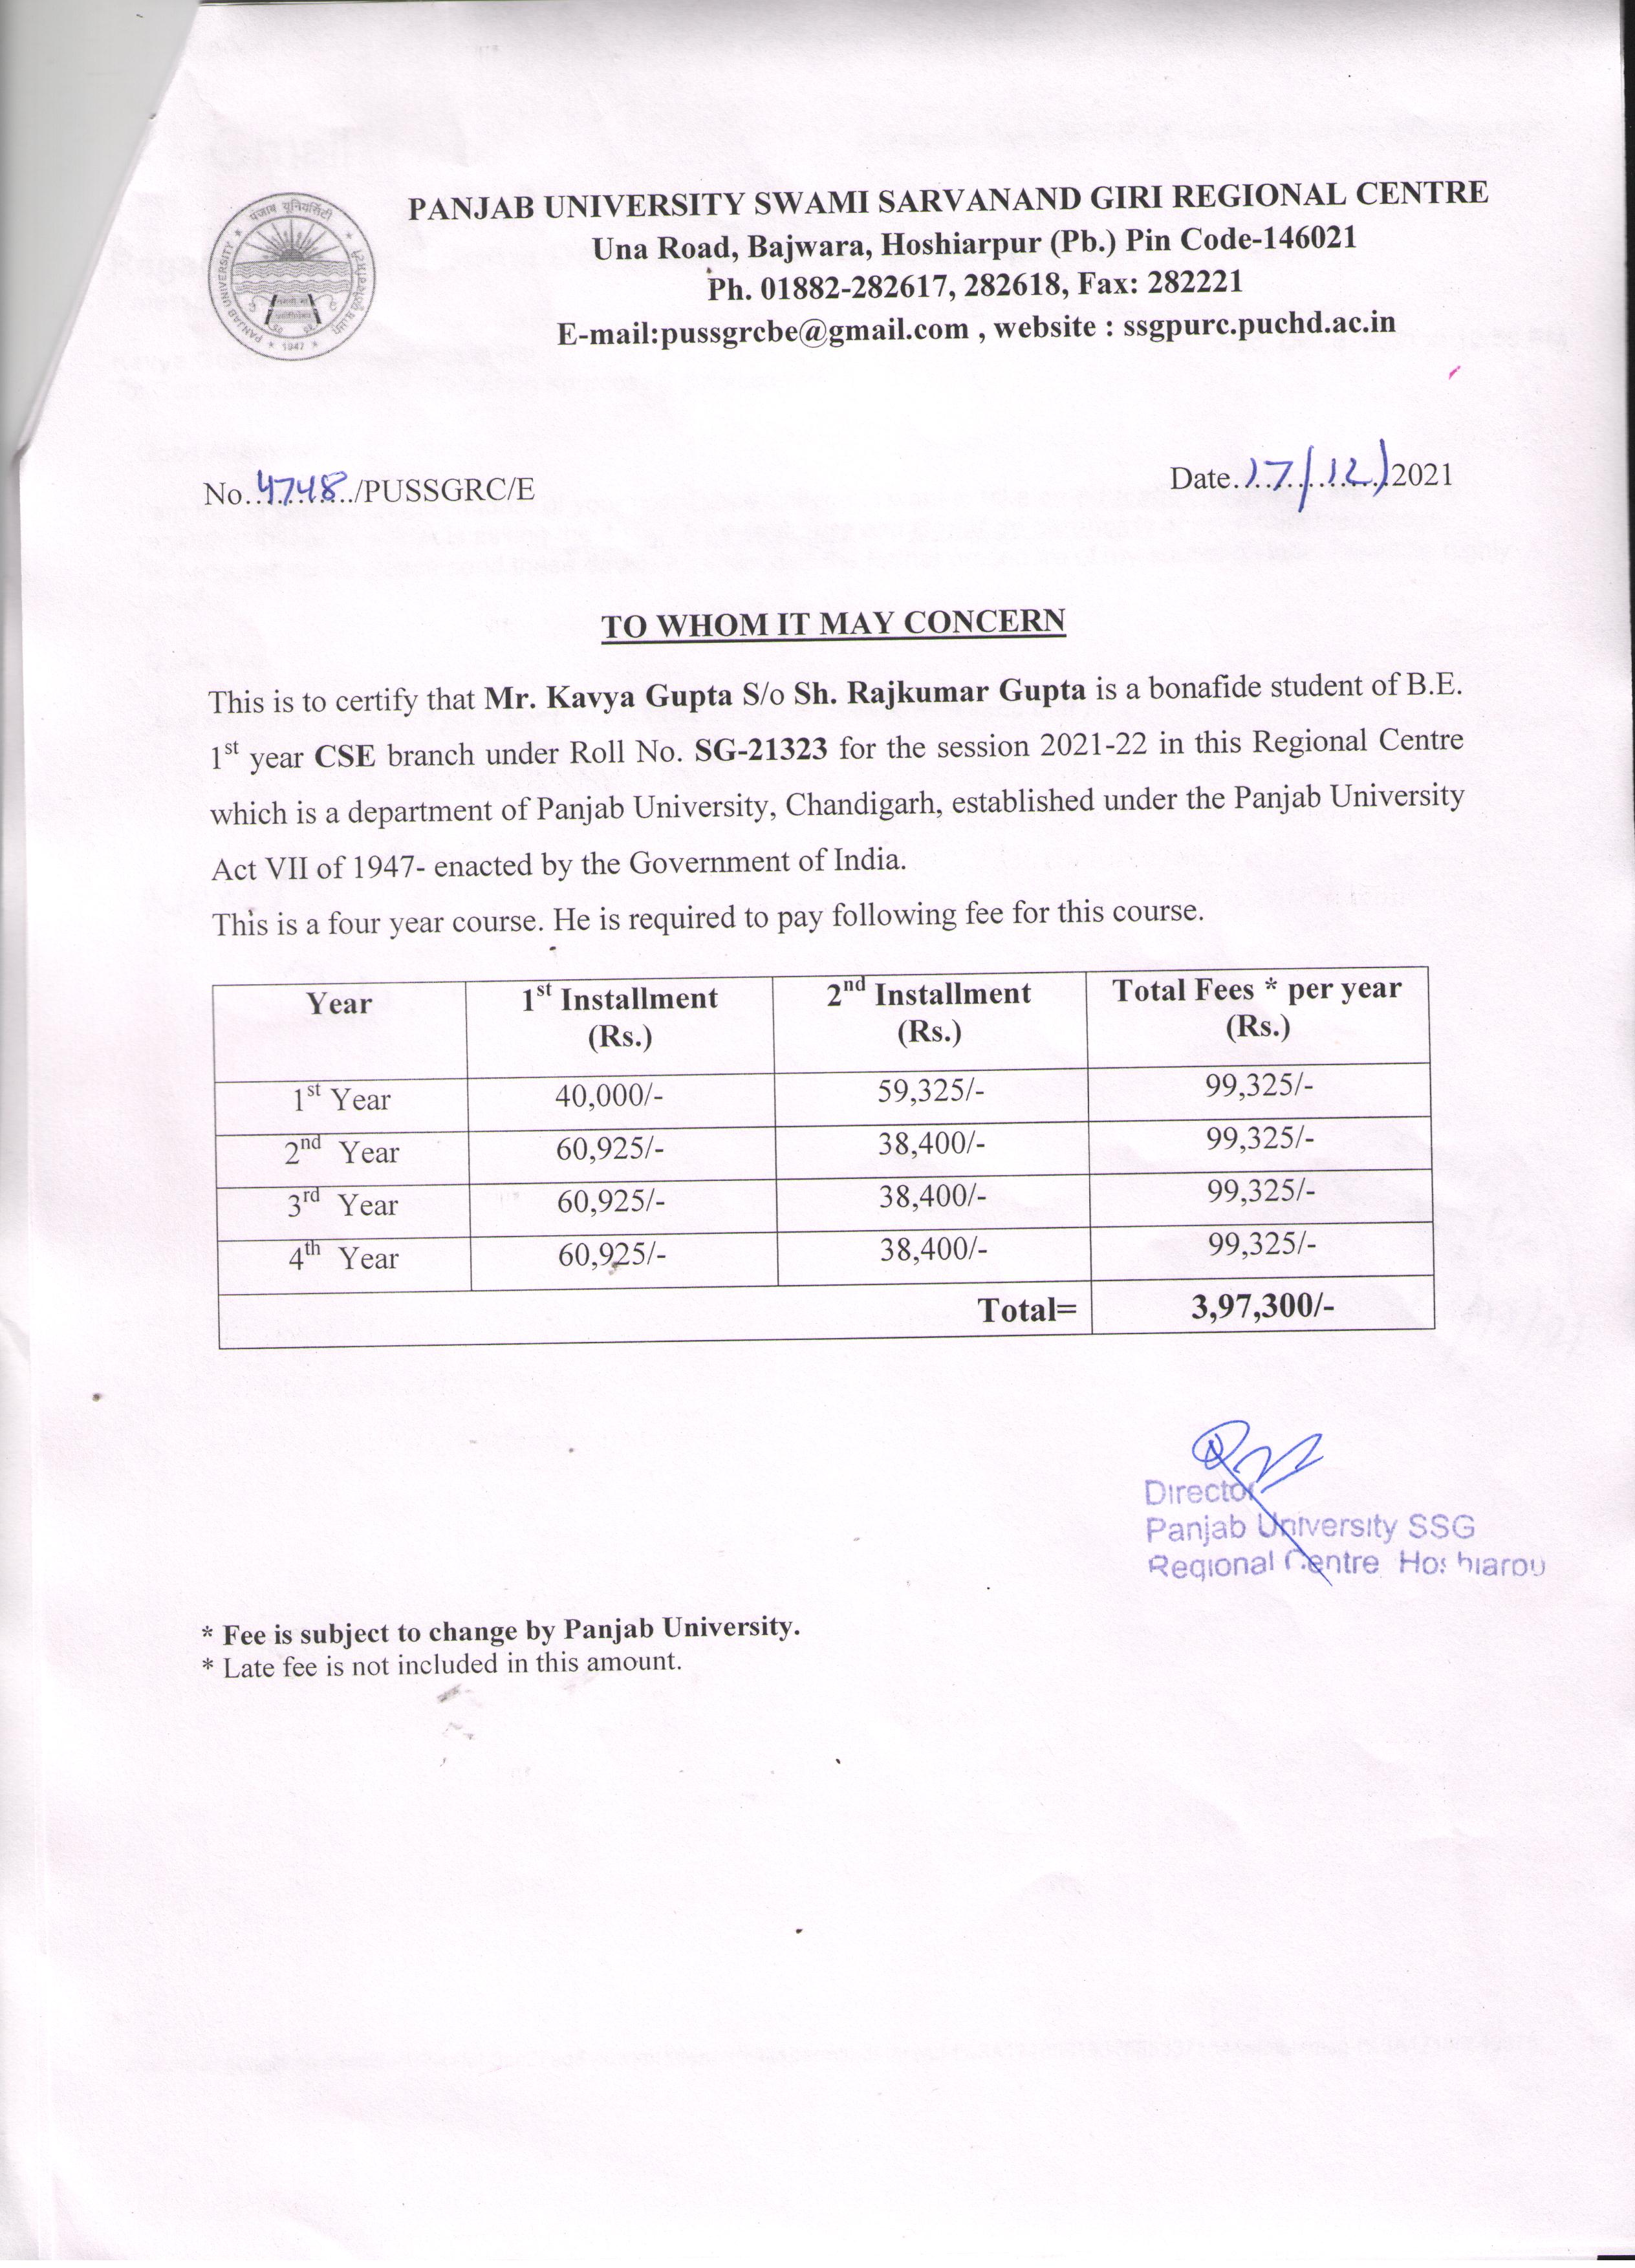 PANJAB UNIVERSITY SWAMI SARVANAND GIRI REGIONAL CENTRE
Una Road, Bajwara, Hoshiarpur (Pb.) Pin Code-146021
Ph. 01882-282617, 282618, Fax: 282221
E-mail:pussgrcbe@gmail.com , website : ssgpurc.puchd.ac.in
पंजाब यूनिवर्सिटी
PANJAB UNIVERSITY
1947
No. 4748/PUSSGRC/E
Date 17/12/2021
TO WHOM IT MAY CONCERN
This is to certify that Mr. Kavya Gupta S/o Sh. Rajkumar Gupta is a bonafide student of B.E.
1st year CSE branch under Roll No. SG-21323 for the session 2021-22 in this Regional Centre
which is a department of Panjab University, Chandigarh, established under the Panjab University
Act VII of 1947- enacted by the Government of India.
This is a four year course. He is required to pay following fee for this course.
Year 1st Installment (Rs.) 2nd Installment (Rs.) Total Fees * per year (Rs.)
1st Year 40,000/- 59,325/- 99,325/-
2nd Year 60,925/- 38,400/- 99,325/-
3rd Year 60,925/- 38,400/- 99,325/-
4th Year 60,925/- 38,400/- 99,325/-
Total= 3,97,300/-
Director
Panjab University SSG
Regional Centre
* Fee is subject to change by Panjab University.
* Late fee is not included in this amount.